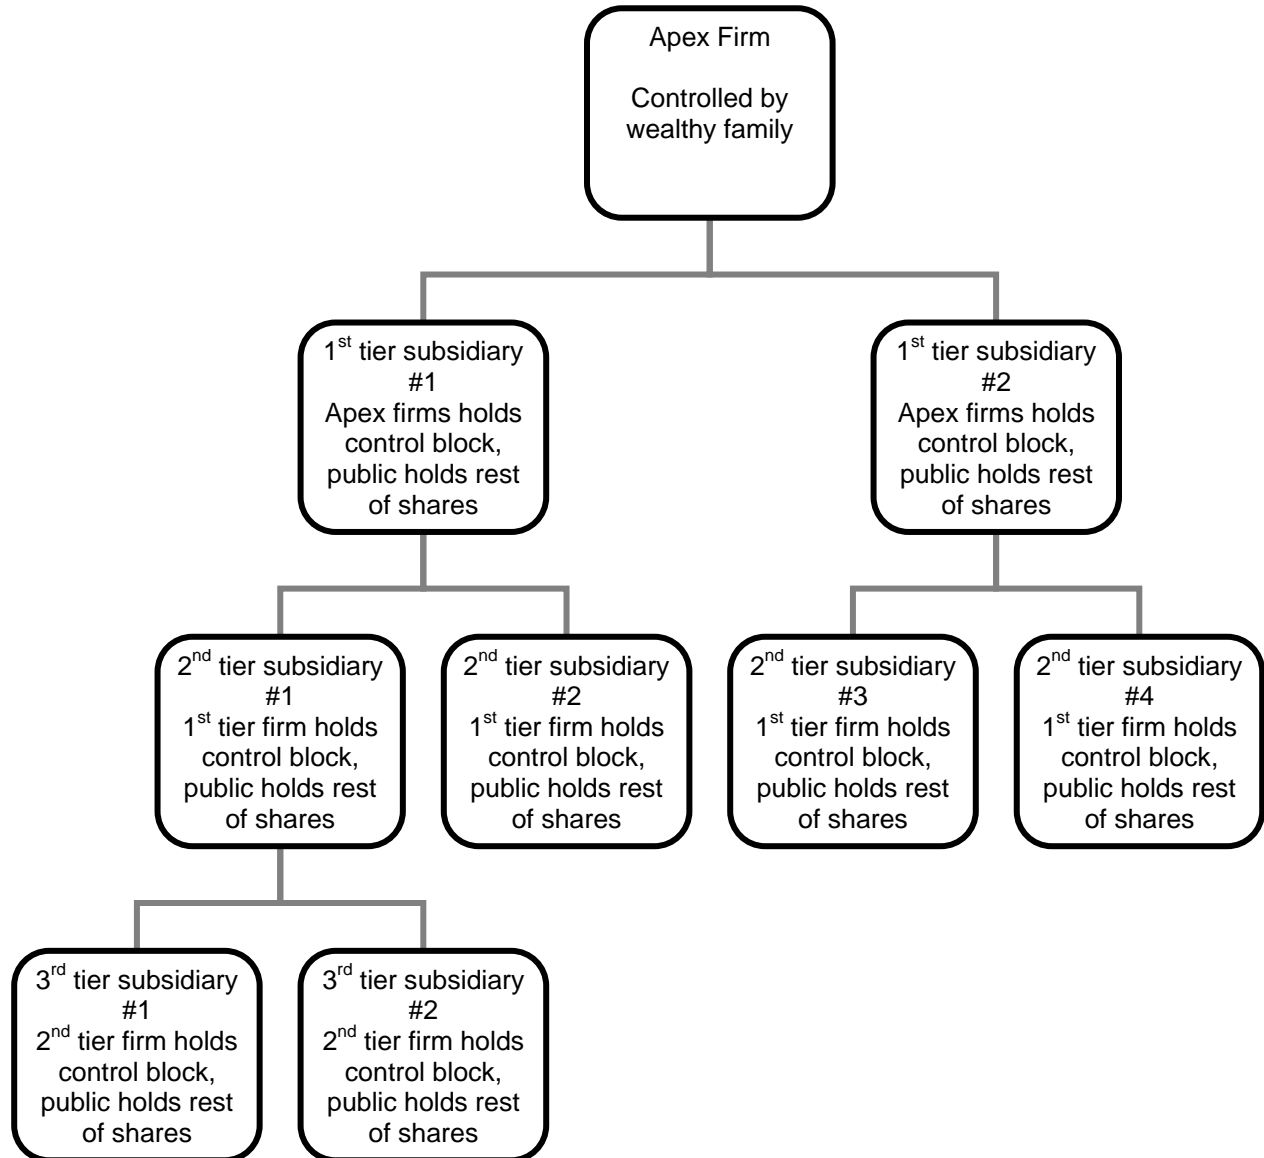 Apex Firm
Controlled by
wealthy family
1st tier subsidiary
#1
Apex firms holds
control block,
public holds rest
of shares
1st tier subsidiary
#2
Apex firms holds
control block,
public holds rest
of shares
2nd tier subsidiary
#1
1st tier firm holds
control block,
public holds rest
of shares
2nd tier subsidiary
#2
1st tier firm holds
control block,
public holds rest
of shares
2nd tier subsidiary
#3
1st tier firm holds
control block,
public holds rest
of shares
2nd tier subsidiary
#4
1st tier firm holds
control block,
public holds rest
of shares
3rd tier subsidiary
#1
2nd tier firm holds
control block,
public holds rest
of shares
3rd tier subsidiary
#2
2nd tier firm holds
control block,
public holds rest
of shares